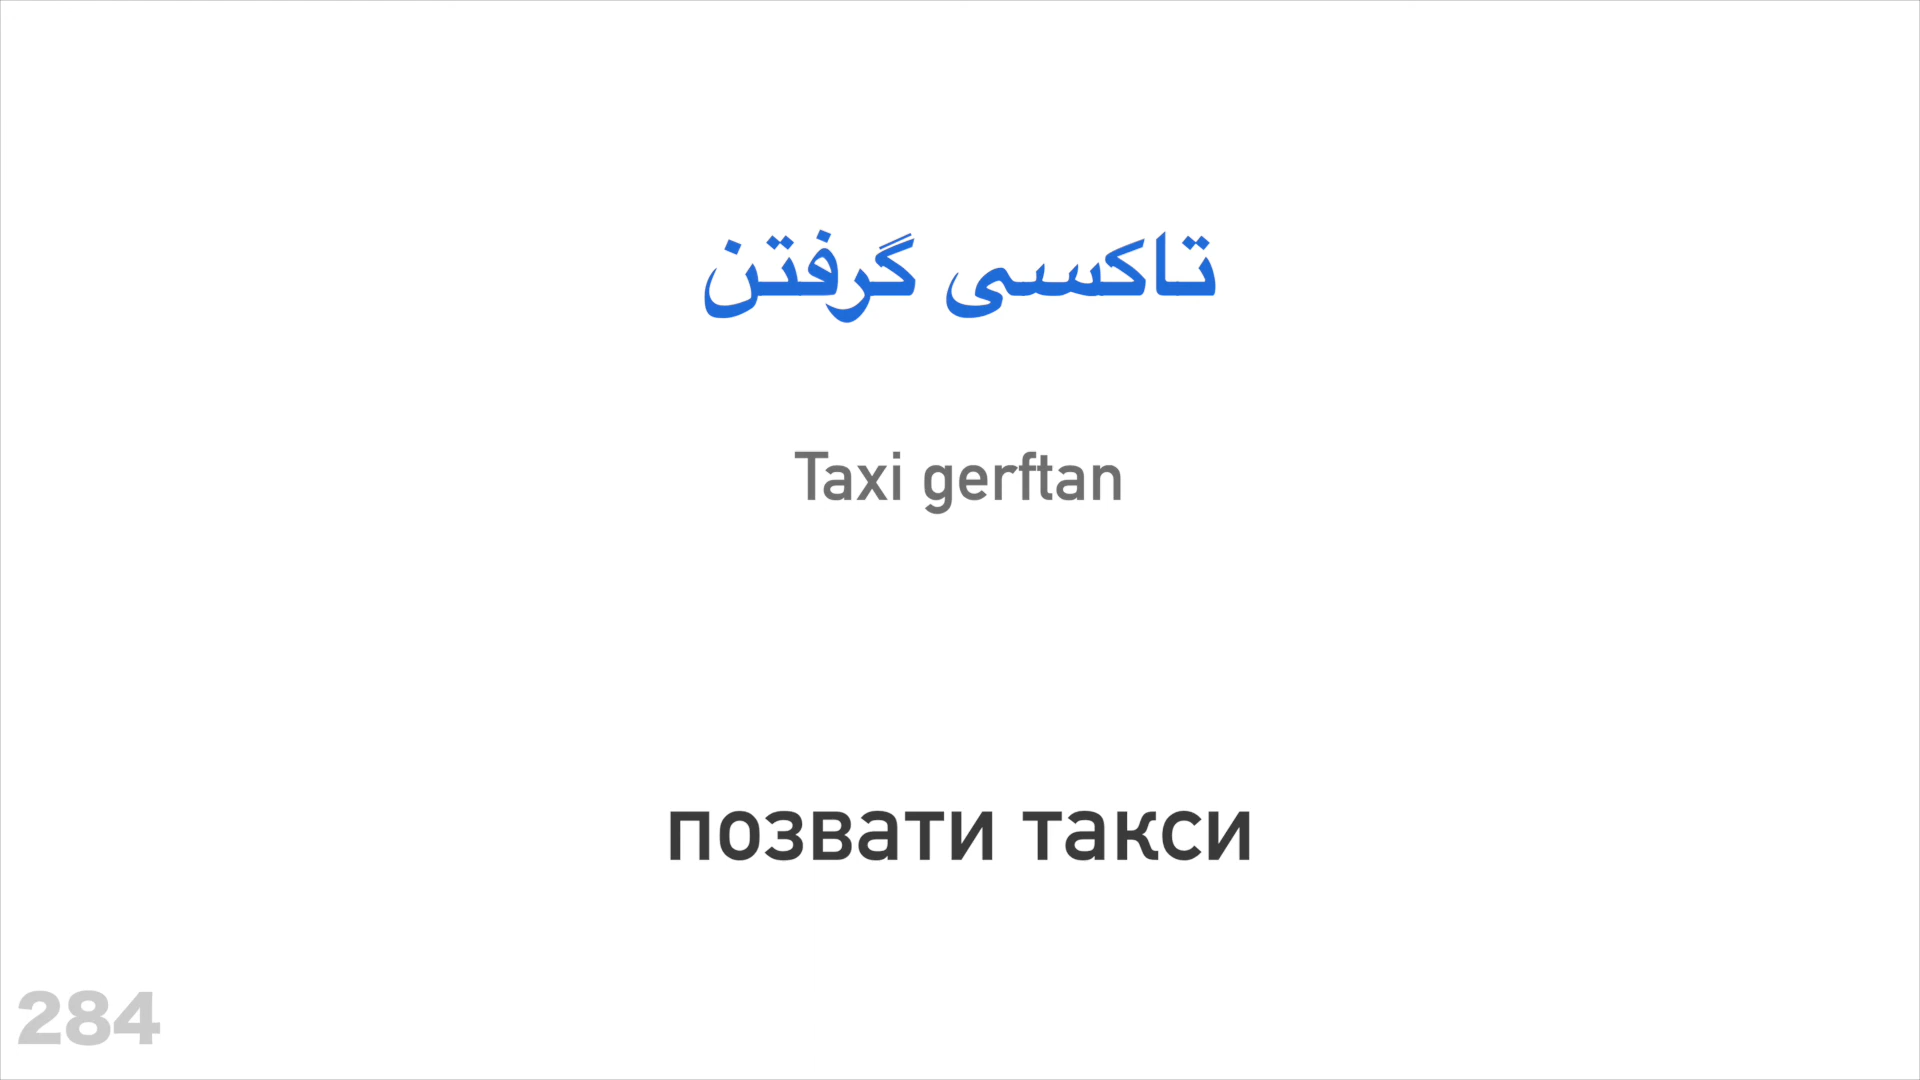 تاکسی گرفتن
Taxi gerftan
позвати такси
284